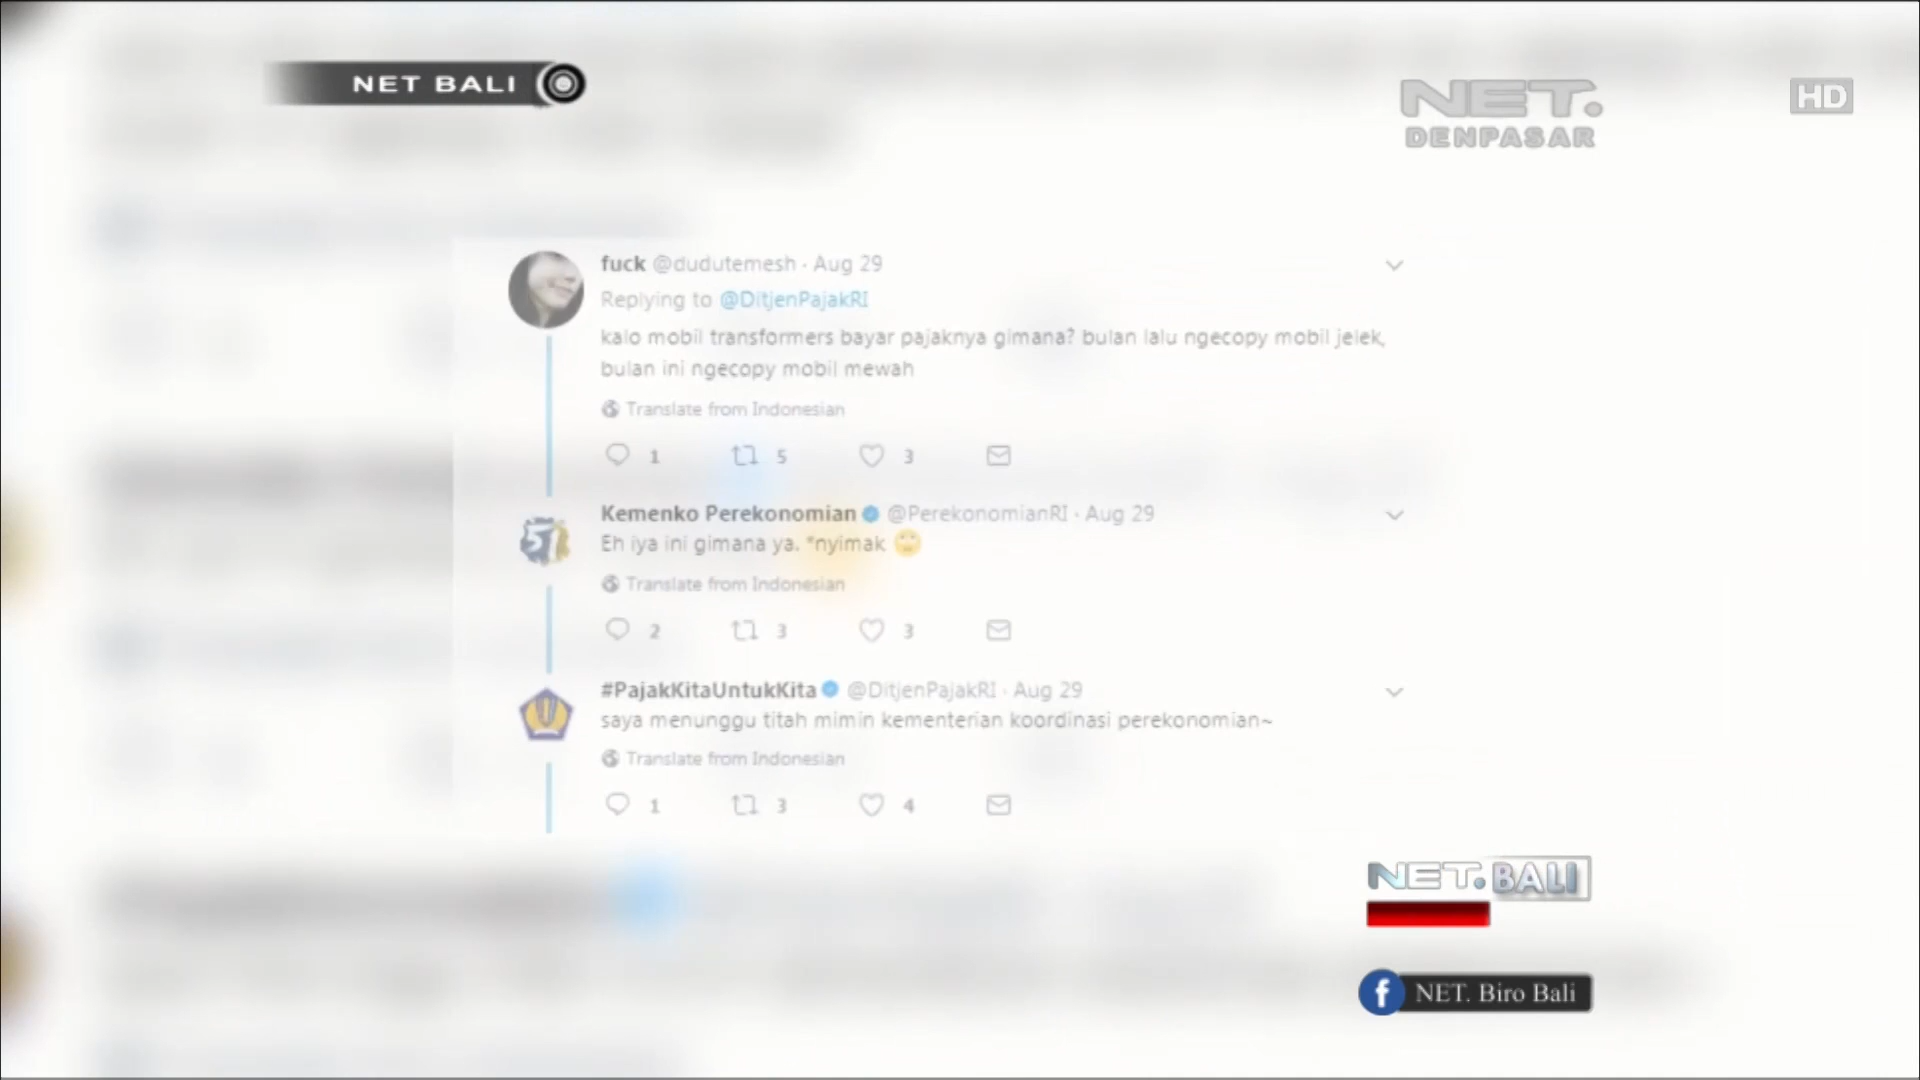 NET BALI
NET.
DENPASAR
HD
fuck @dudutemesh · Aug 29
Replying to @DitjenPajakRI
kalo mobil transformers bayar pajaknya gimana? bulan lalu ngecopy mobil jelek,
bulan ini ngecopy mobil mewah
Translate from Indonesian
1 5 3
Kemenko Perekonomian @PerekonomianRI · Aug 29
Eh iya ini gimana ya. *nyimak 🙄
Translate from Indonesian
2 3 3
#PajakKitaUntukKita @DitjenPajakRI · Aug 29
saya menunggu titah mimin kementerian koordinasi perekonomian~
Translate from Indonesian
1 3 4
NET. BALI
f NET. Biro Bali